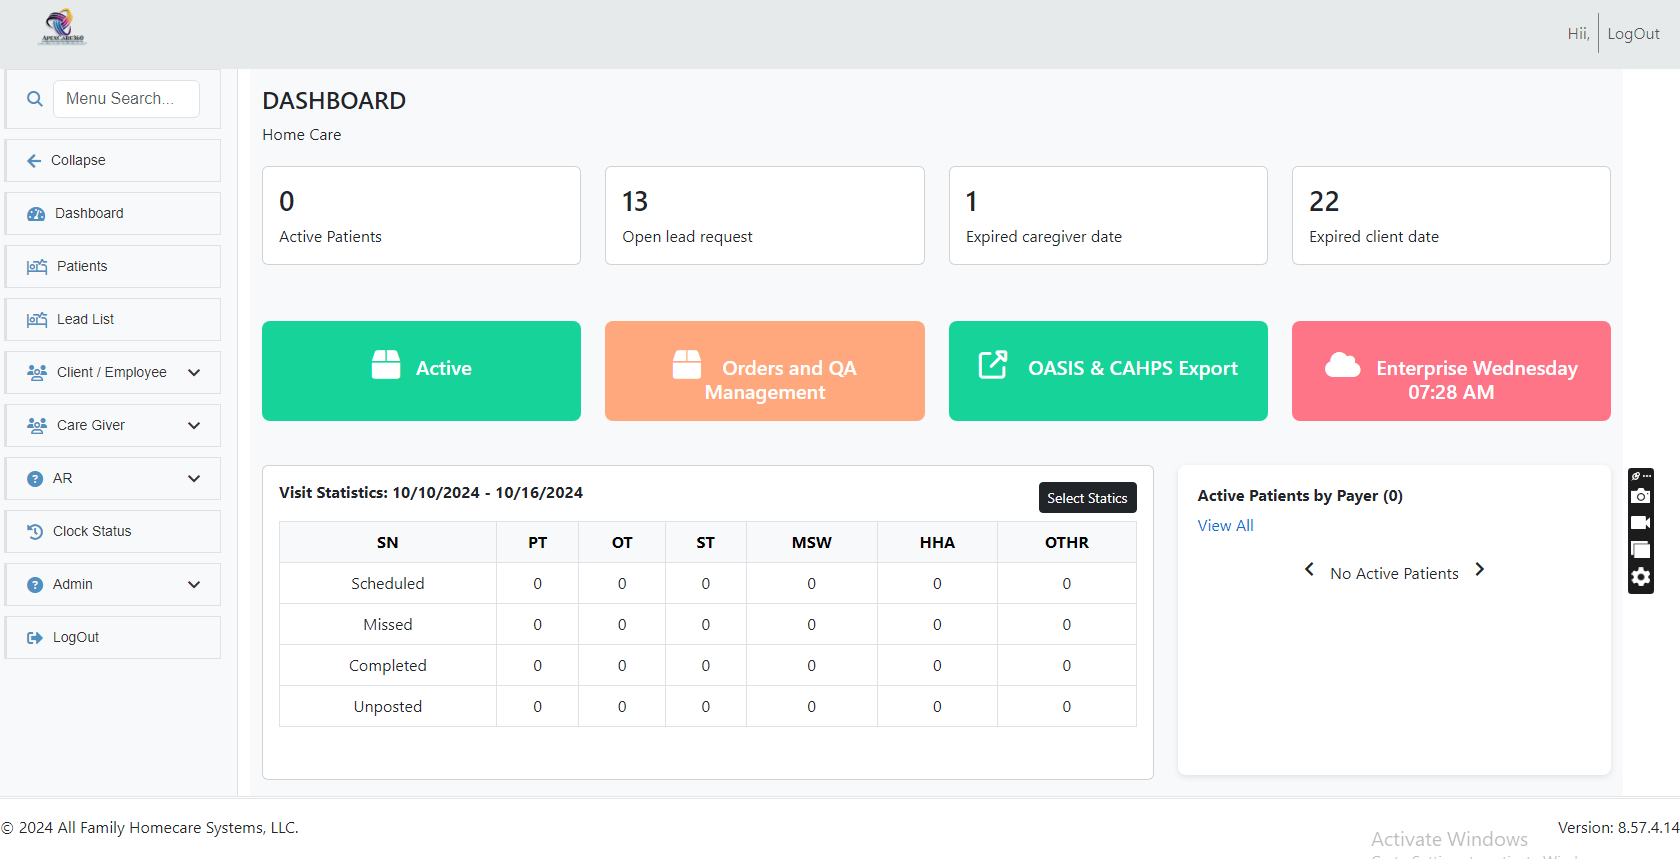 APEXCARE360
Hii,
LogOut
Menu Search...
Collapse
Dashboard
Patients
Lead List
Client / Employee
Care Giver
AR
Clock Status
Admin
LogOut
DASHBOARD
Home Care
0
Active Patients
13
Open lead request
1
Expired caregiver date
22
Expired client date
Active
Orders and QA
Management
OASIS & CAHPS Export
Enterprise Wednesday
07:28 AM
Visit Statistics: 10/10/2024 - 10/16/2024
Select Statics
SN PT OT ST MSW HHA OTHR
Scheduled 0 0 0 0 0 0
Missed 0 0 0 0 0 0
Completed 0 0 0 0 0 0
Unposted 0 0 0 0 0 0
Active Patients by Payer (0)
View All
No Active Patients
© 2024 All Family Homecare Systems, LLC.
Version: 8.57.4.14
Activate Windows